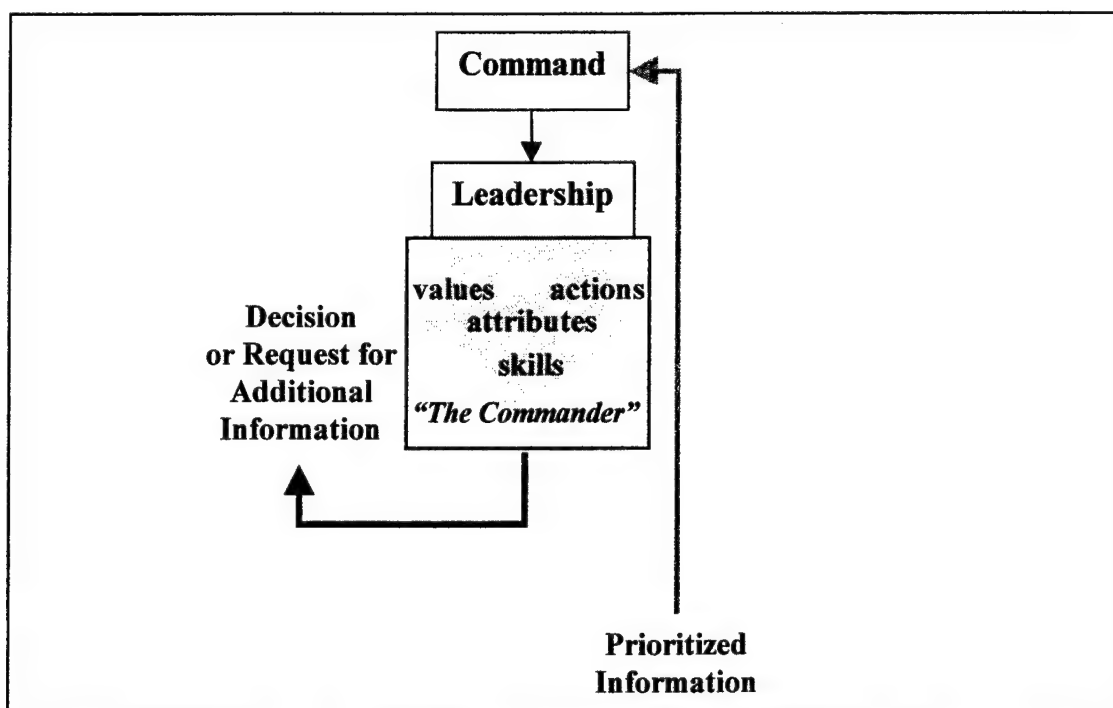 Command
Leadership
values actions
attributes
skills
“The Commander”
Decision
or Request for
Additional
Information
Prioritized
Information